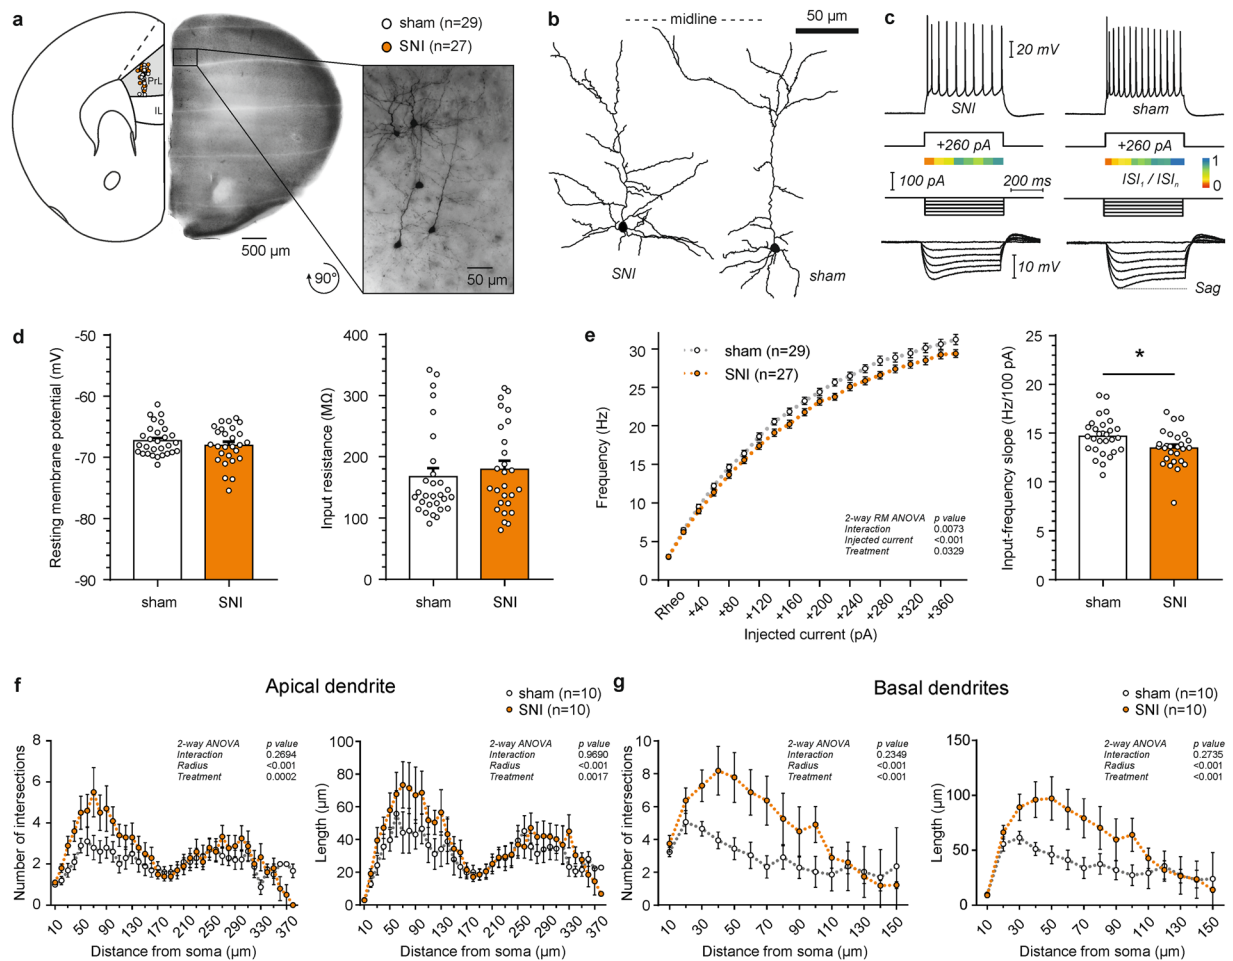 a
sham (n=29)
SNI (n=27)
PrL
IL
500 µm
90°
50 µm
b
midline
50 µm
SNI
sham
c
20 mV
SNI
sham
+260 pA
+260 pA
100 pA
200 ms
ISI1 / ISIn
1
0
10 mV
Sag
d
Resting membrane potential (mV)
-50
-60
-70
-80
-90
sham
SNI
Input resistance (MΩ)
400
300
200
100
0
sham
SNI
e
Frequency (Hz)
30
25
20
15
10
5
0
sham (n=29)
SNI (n=27)
2-way RM ANOVA p value
Interaction 0.0073
Injected current <0.001
Treatment 0.0329
Rheo
+40
+80
+120
+160
+200
+240
+280
+320
+360
Injected current (pA)
Input-frequency slope (Hz/100 pA)
25
20
15
10
5
0
*
sham
SNI
f
Apical dendrite
sham (n=10)
SNI (n=10)
Number of intersections
8
6
4
2
0
2-way ANOVA p value
Interaction 0.2694
Radius <0.001
Treatment 0.0002
10
50
90
130
170
210
250
290
330
370
Distance from soma (µm)
Length (µm)
100
80
60
40
20
0
2-way ANOVA p value
Interaction 0.9690
Radius <0.001
Treatment 0.0017
10
50
90
130
170
210
250
290
330
370
Distance from soma (µm)
g
Basal dendrites
sham (n=10)
SNI (n=10)
Number of intersections
10
8
6
4
2
0
2-way ANOVA p value
Interaction 0.2349
Radius <0.001
Treatment <0.001
10
30
50
70
90
110
130
150
Distance from soma (µm)
Length (µm)
150
100
50
0
2-way ANOVA p value
Interaction 0.2735
Radius <0.001
Treatment <0.001
10
30
50
70
90
110
130
150
Distance from soma (µm)